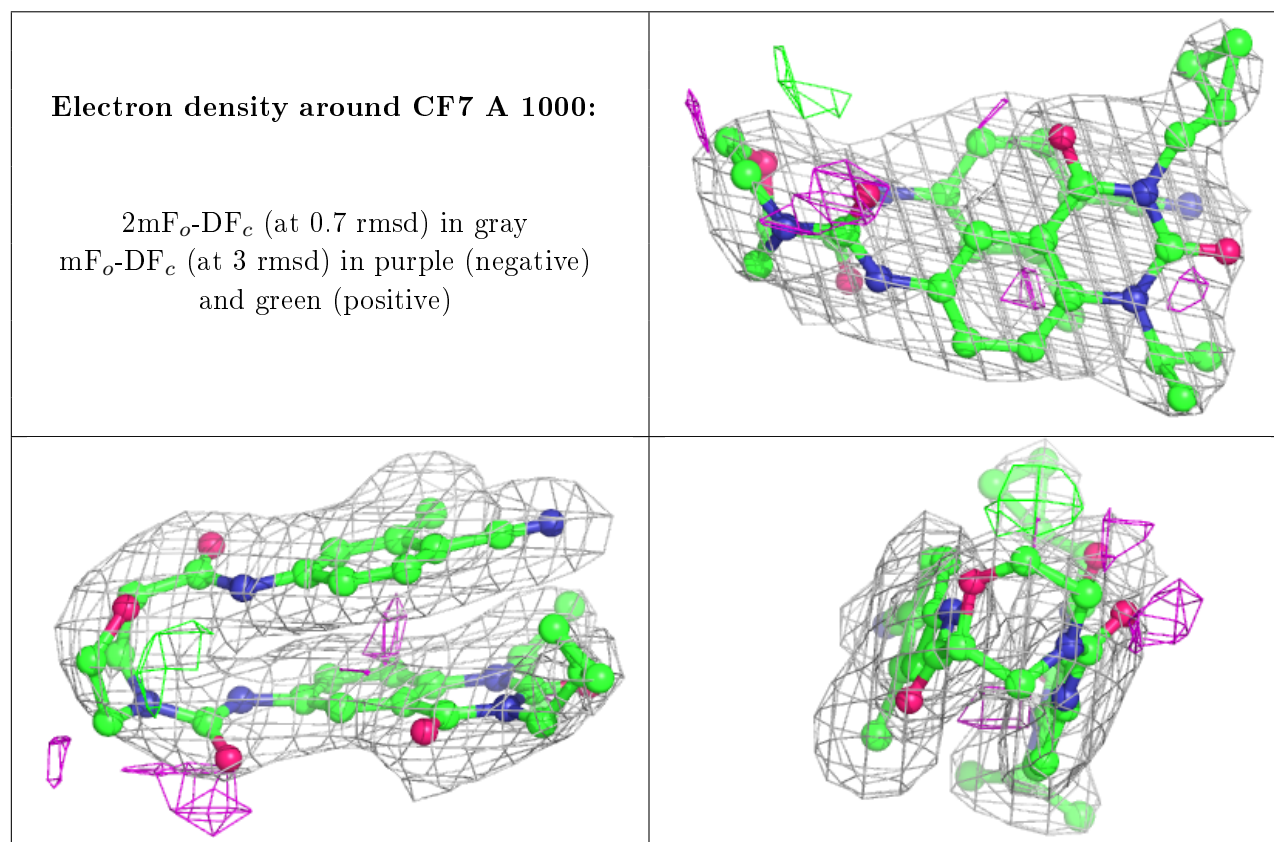 Electron density around CF7 A 1000:
2mFo-DFc (at 0.7 rmsd) in gray
mFo-DFc (at 3 rmsd) in purple (negative)
and green (positive)